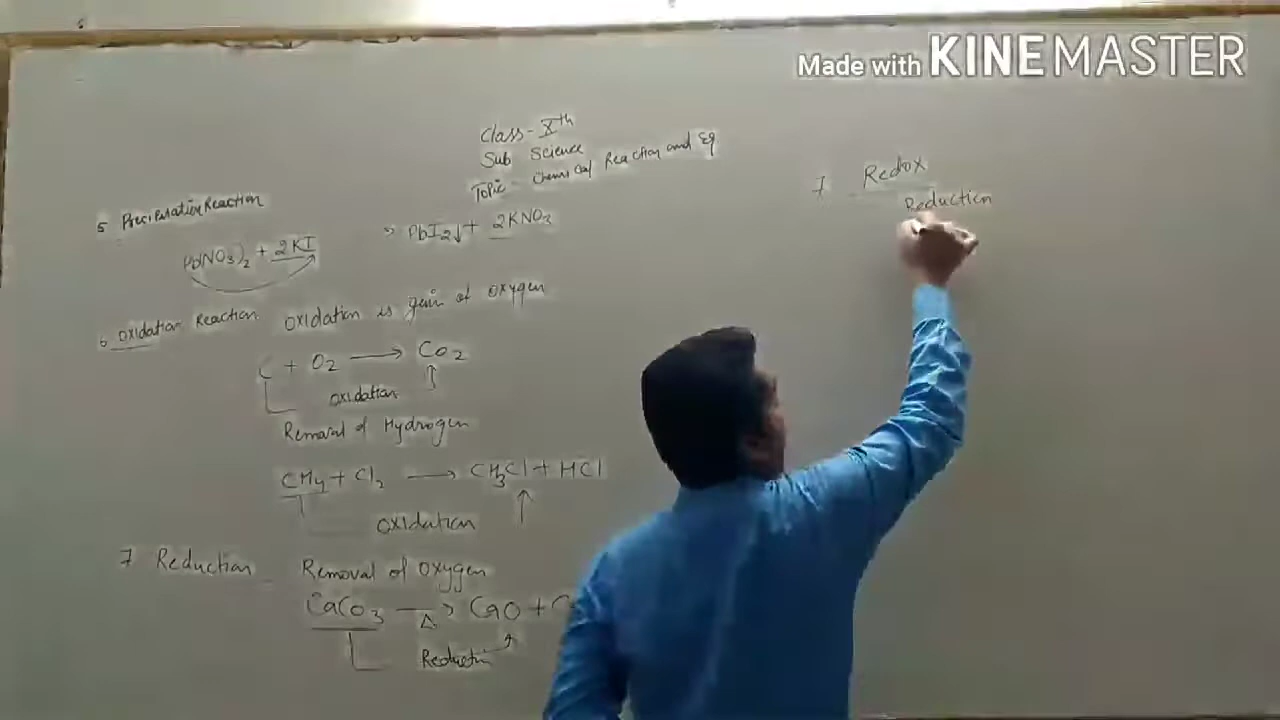 Made with KINEMASTER
Class - Xth
Sub Science
Topic - Chemical Reaction and Eq
5 Precipitation Reaction
Pb(NO3)2 + 2KI → PbI2↓ + 2KNO3
6 Oxidation Reaction Oxidation is gain of Oxygen
C + O2 → CO2
Oxidation
Removal of Hydrogen
CH4 + Cl2 → CH3Cl + HCl
Oxidation
7 Reduction Removal of Oxygen
CaCO3 → CaO + C
Δ
Reductin
7 Redox
Reduction